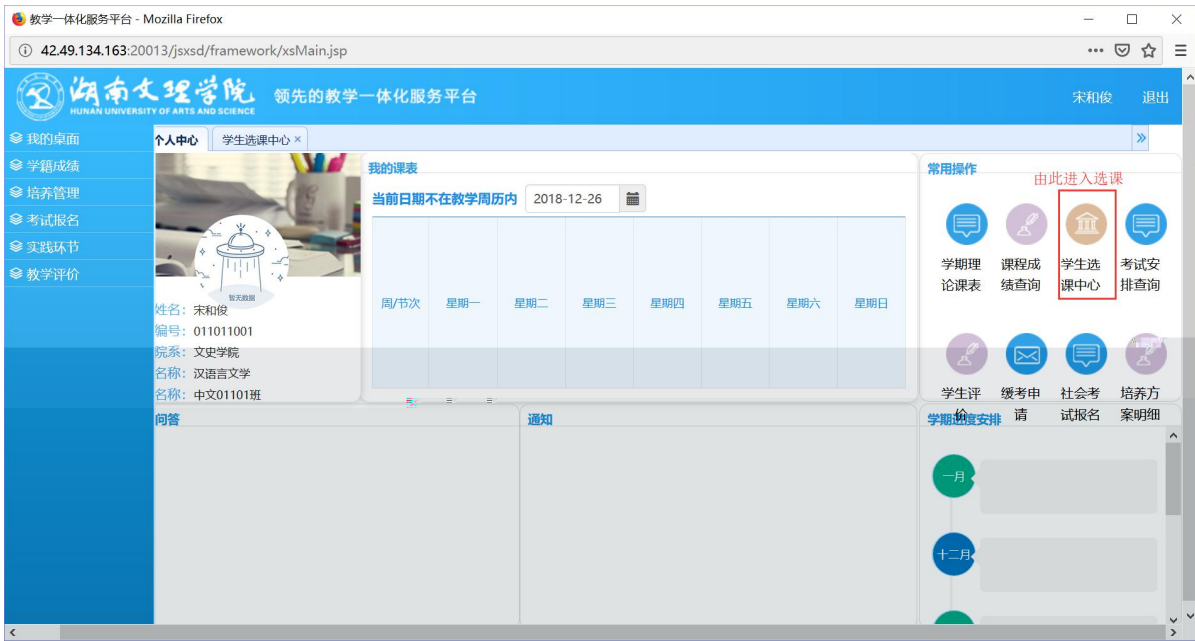 教学一体化服务平台 - Mozilla Firefox
42.49.134.163:20013/jsxsd/framework/xsMain.jsp
湖南文理学院
HUNAN UNIVERSITY OF ARTS AND SCIENCE
领先的教学一体化服务平台
宋和俊
退出
我的桌面
学籍成绩
培养管理
考试报名
实践环节
教学评价
个人中心
学生选课中心 ×
暂无数据
姓名：宋和俊
编号：011011001
院系：文史学院
名称：汉语言文学
名称：中文01101班
我的课表
当前日期不在教学周历内 2018-12-26
周/节次 星期一 星期二 星期三 星期四 星期五 星期六 星期日
常用操作
由此进入选课
学期理论课表
课程成绩查询
学生选课中心
考试安排查询
学生评价
缓考申请
社会考试报名
培养方案明细
问答
通知
学期进度安排
一月
十二月